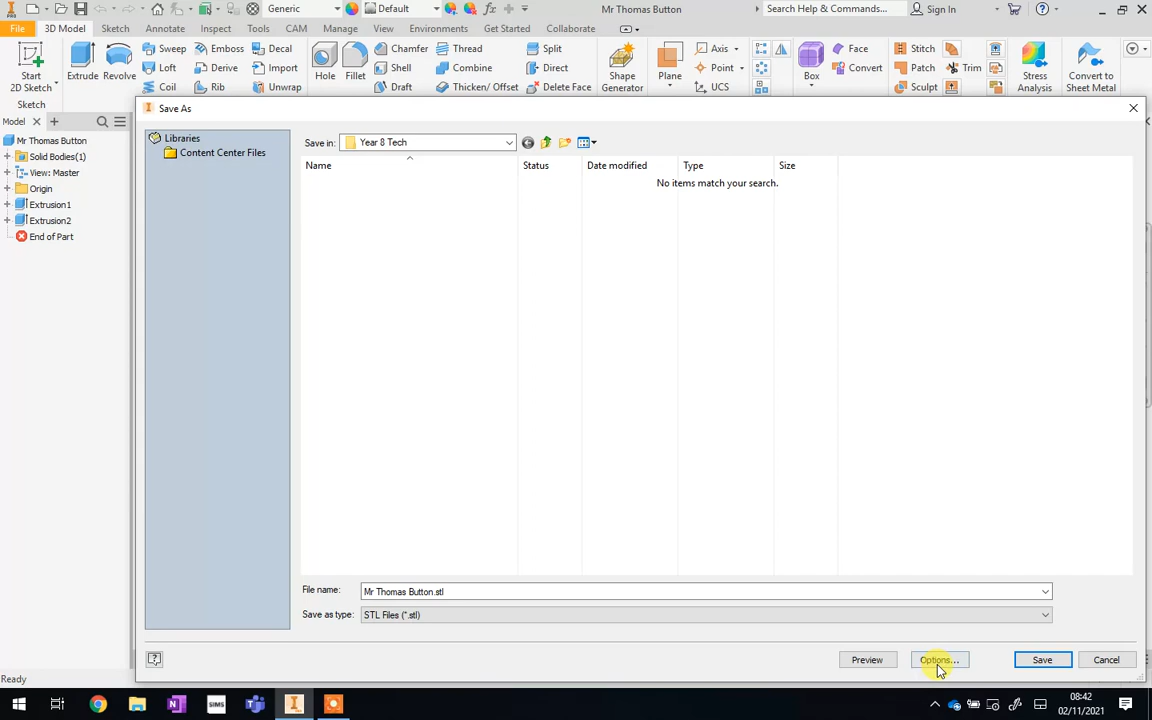 Generic
Default
Mr Thomas Button
Search Help & Commands...
Sign In
PRO
File
3D Model
Sketch
Annotate
Inspect
Tools
CAM
Manage
View
Environments
Get Started
Collaborate
Start
2D Sketch
Extrude
Revolve
Sweep
Emboss
Decal
Loft
Derive
Import
Coil
Rib
Unwrap
Hole
Fillet
Chamfer
Thread
Split
Shell
Combine
Direct
Draft
Thicken/ Offset
Delete Face
Shape
Generator
Plane
Axis
Point
UCS
Box
Face
Convert
Stitch
Patch
Trim
Sculpt
Stress
Analysis
Convert to
Sheet Metal
Sketch
Save As
Model
Mr Thomas Button
Solid Bodies(1)
View: Master
Origin
Extrusion1
Extrusion2
End of Part
Libraries
Content Center Files
Save in:
Year 8 Tech
Name
Status
Date modified
Type
Size
No items match your search.
File name:
Mr Thomas Button.stl
Save as type:
STL Files (*.stl)
Preview
Options...
Save
Cancel
Ready
SIMS
08:42
02/11/2021